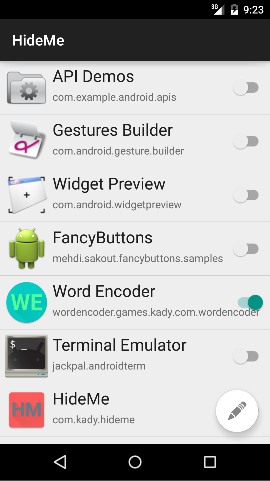 3G 9:23
HideMe
API Demos
com.example.android.apis
Gestures Builder
com.android.gesture.builder
Widget Preview
com.android.widgetpreview
FancyButtons
mehdi.sakout.fancybuttons.samples
WE
Word Encoder
wordencoder.games.kady.com.wordencoder
$_
Terminal Emulator
jackpal.androidterm
HM
HideMe
com.kady.hideme